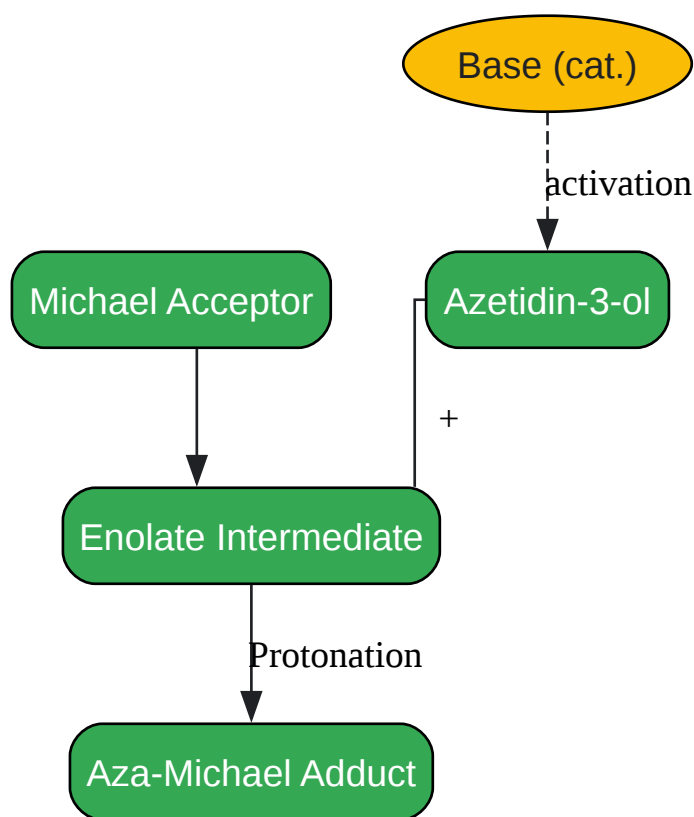 Base (cat.)
activation
Michael Acceptor
Azetidin-3-ol
+
Enolate Intermediate
Protonation
Aza-Michael Adduct